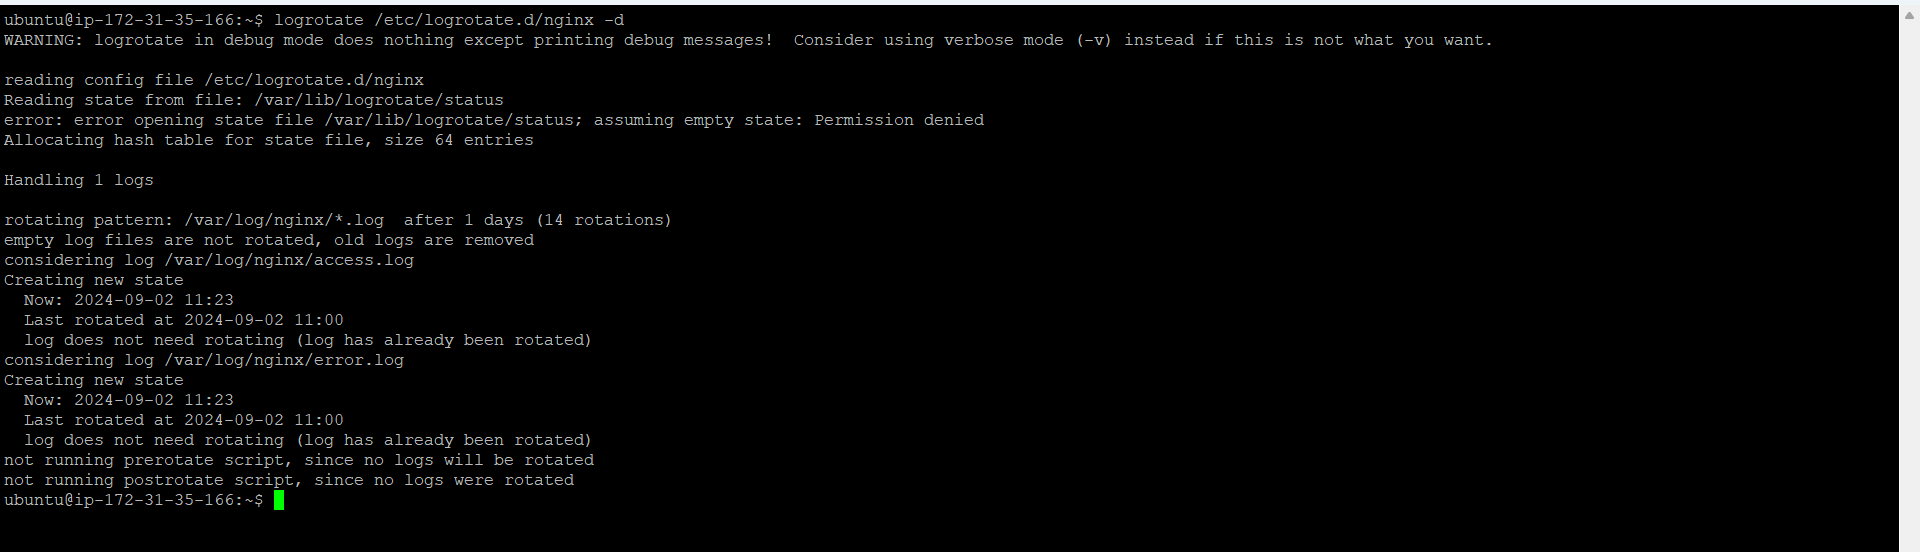 ubuntu@ip-172-31-35-166:~$ logrotate /etc/logrotate.d/nginx -d
WARNING: logrotate in debug mode does nothing except printing debug messages!  Consider using verbose mode (-v) instead if this is not what you want.
reading config file /etc/logrotate.d/nginx
Reading state from file: /var/lib/logrotate/status
error: error opening state file /var/lib/logrotate/status; assuming empty state: Permission denied
Allocating hash table for state file, size 64 entries
Handling 1 logs
rotating pattern: /var/log/nginx/*.log  after 1 days (14 rotations)
empty log files are not rotated, old logs are removed
considering log /var/log/nginx/access.log
Creating new state
  Now: 2024-09-02 11:23
  Last rotated at 2024-09-02 11:00
  log does not need rotating (log has already been rotated)
considering log /var/log/nginx/error.log
Creating new state
  Now: 2024-09-02 11:23
  Last rotated at 2024-09-02 11:00
  log does not need rotating (log has already been rotated)
not running prerotate script, since no logs will be rotated
not running postrotate script, since no logs were rotated
ubuntu@ip-172-31-35-166:~$